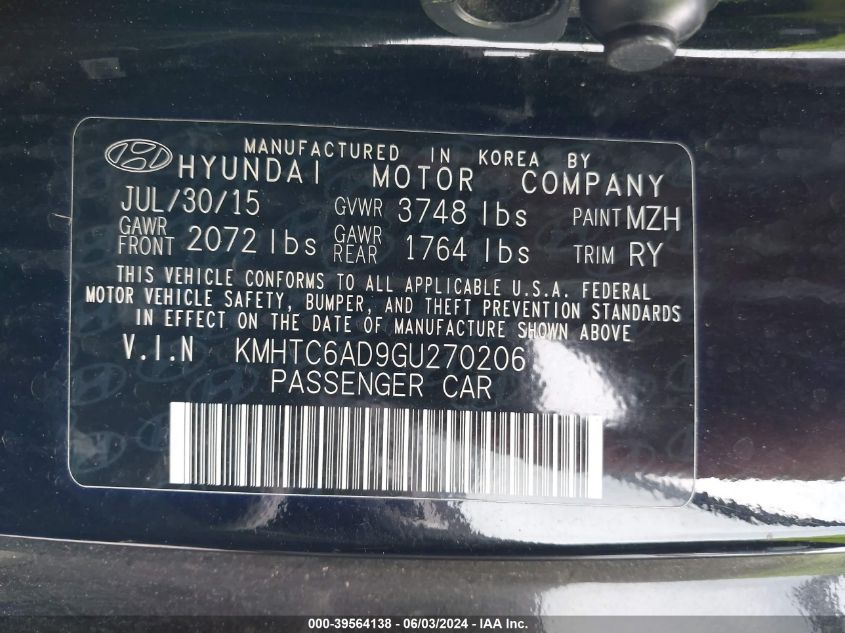 MANUFACTURED IN KOREA BY
HYUNDAI MOTOR COMPANY
JUL/30/15 GVWR 3748 lbs PAINT MZH
GAWR FRONT 2072 lbs GAWR REAR 1764 lbs TRIM RY
THIS VEHICLE CONFORMS TO ALL APPLICABLE U.S.A. FEDERAL
MOTOR VEHICLE SAFETY, BUMPER, AND THEFT PREVENTION STANDARDS
IN EFFECT ON THE DATE OF MANUFACTURE SHOWN ABOVE
V.I.N KMHTC6AD9GU270206
PASSENGER CAR
000-39564138 - 06/03/2024 - IAA Inc.